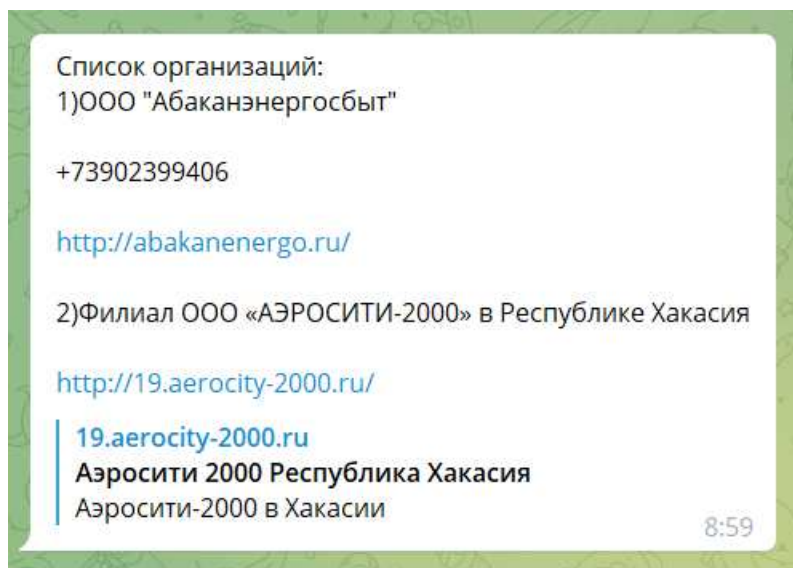 Список организаций:
1)ООО "Абаканэнергосбыт"
+73902399406
http://abakanenergo.ru/
2)Филиал ООО «АЭРОСИТИ-2000» в Республике Хакасия
http://19.aerocity-2000.ru/
19.aerocity-2000.ru
Аэросити 2000 Республика Хакасия
Аэросити-2000 в Хакасии
8:59